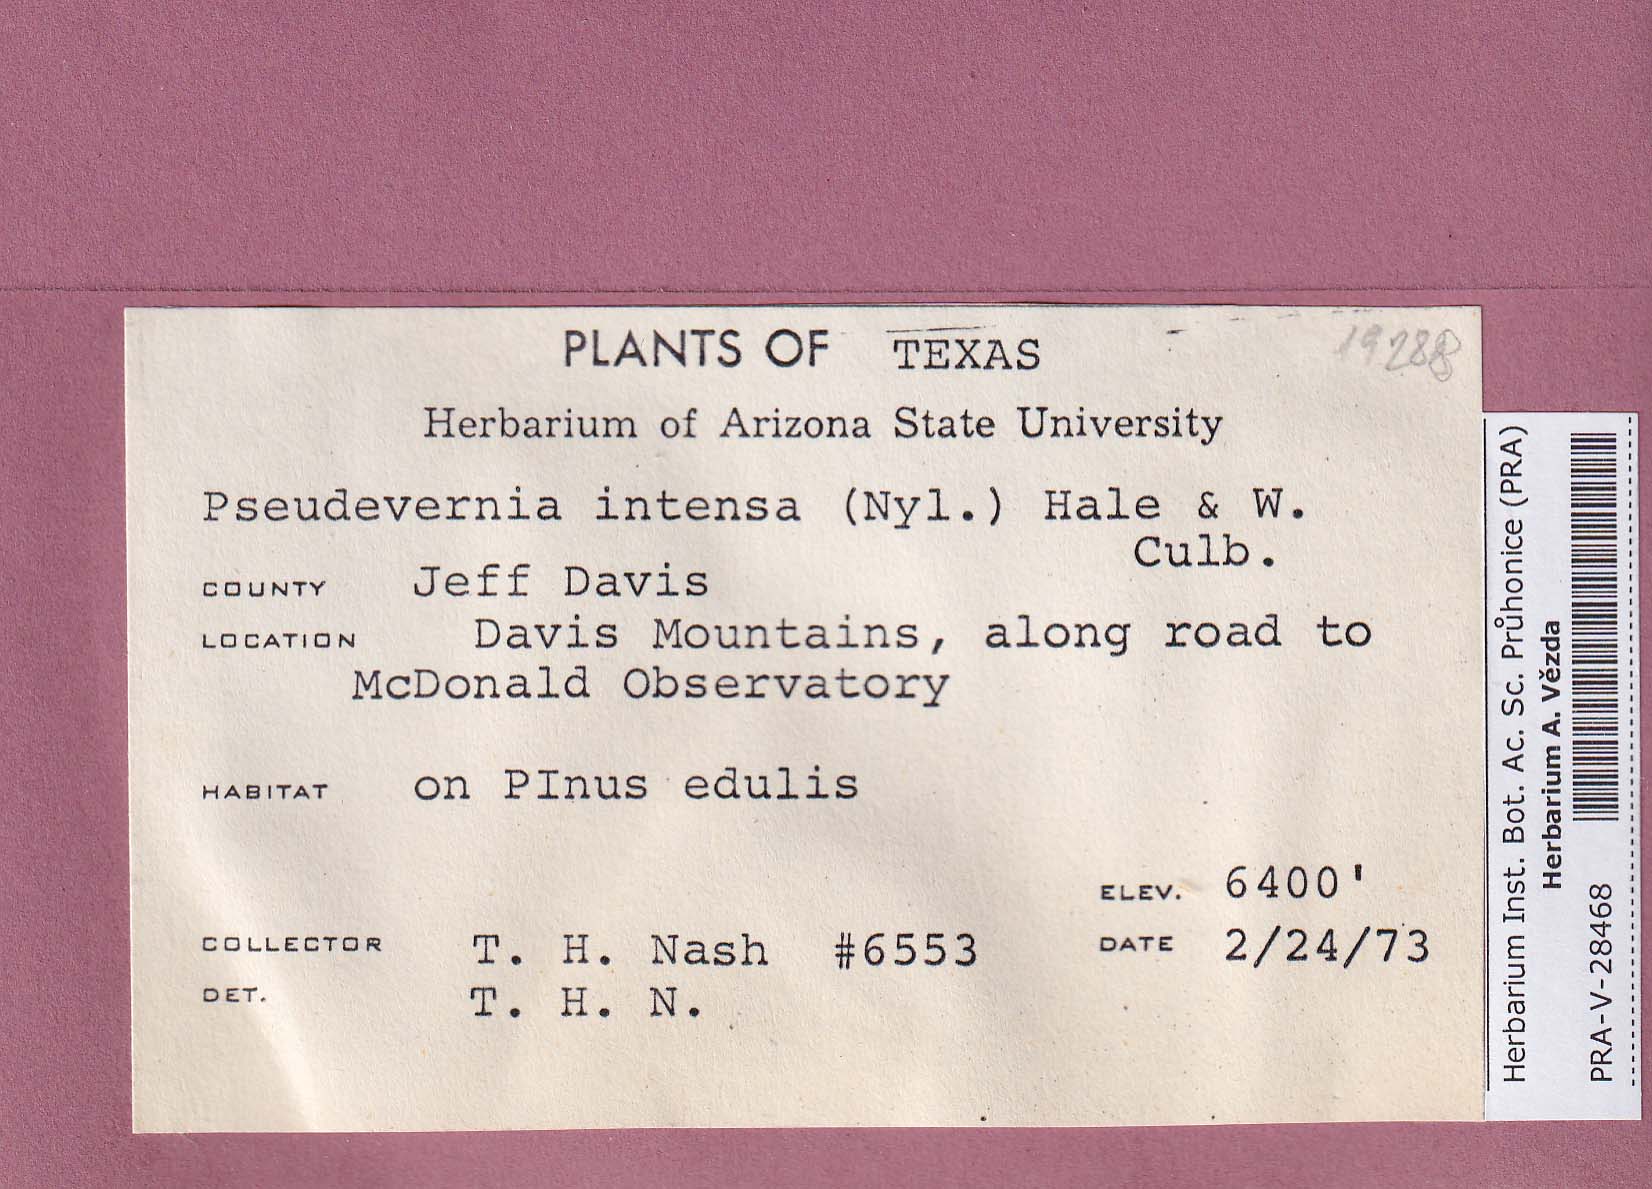 PLANTS OF TEXAS
19288
Herbarium of Arizona State University
Pseudevernia intensa (Nyl.) Hale & W.
Culb.
COUNTY Jeff Davis
LOCATION Davis Mountains, along road to
McDonald Observatory
HABITAT on PInus edulis
ELEV. 6400'
COLLECTOR T. H. Nash #6553
DATE 2/24/73
DET. T. H. N.
Herbarium Inst. Bot. Ac. Sc. Průhonice (PRA)
Herbarium A. Vězda
PRA-V-28468